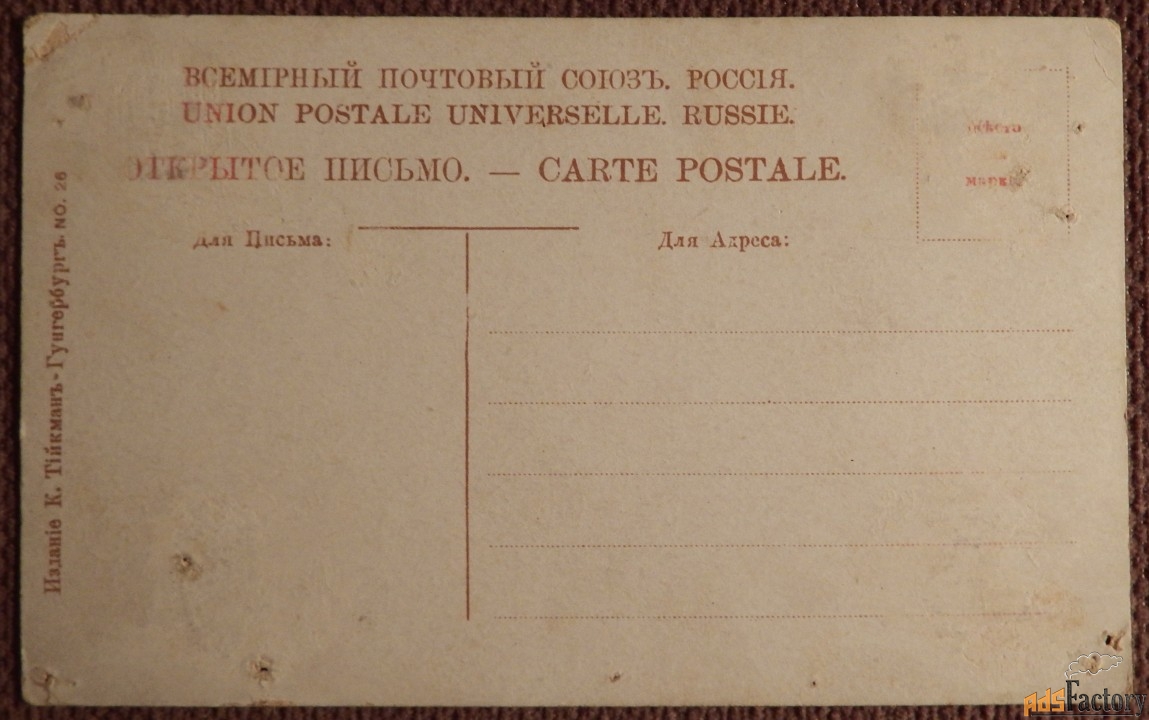 ВСЕМІРНЫЙ ПОЧТОВЫЙ СОЮЗЪ. РОССІЯ.
UNION POSTALE UNIVERSELLE. RUSSIE.
ОТКРЫТОЕ ПИСЬМО. — CARTE POSTALE.
мѣсто
марки
Для Письма:
Для Адреса:
Изданіе К. Тійкманъ-Гунгербургъ. NO. 26
AdsFactory